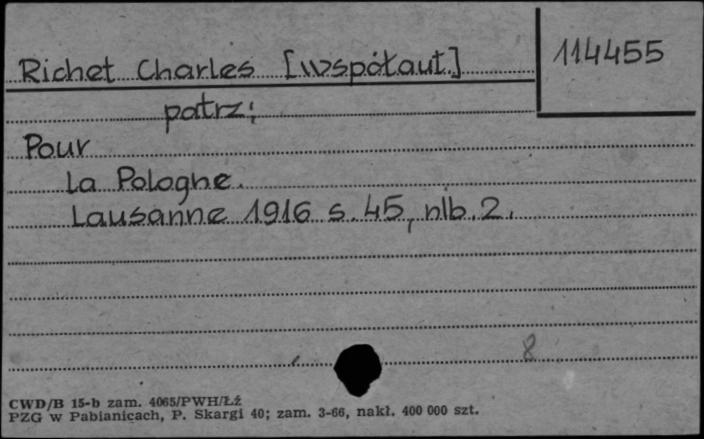 Richet Charles [współaut.]
114455
patrz:
Pour
La Pologne.
Lausanne 1916 s. 45, nlb. 2.
8
CWD/B 15-b zam. 4065/PWH/Łź
PZG w Pabianicach, P. Skargi 40; zam. 3-66, nakł. 400 000 szt.